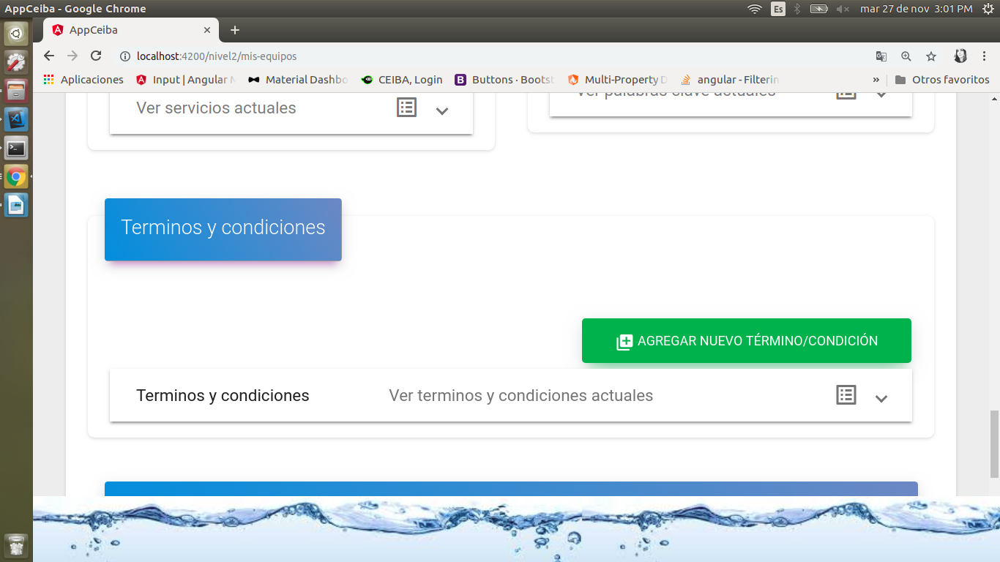 AppCeiba - Google Chrome
Es
mar 27 de nov 3:01 PM
AppCeiba
localhost:4200/nivel2/mis-equipos
Aplicaciones
Input | Angular
Material Dashbo
CEIBA, Login
Buttons · Bootst
Multi-Property D
angular - Filterin
»
Otros favoritos
Ver servicios actuales
Ver palabras clave actuales
Terminos y condiciones
AGREGAR NUEVO TÉRMINO/CONDICIÓN
Terminos y condiciones
Ver terminos y condiciones actuales